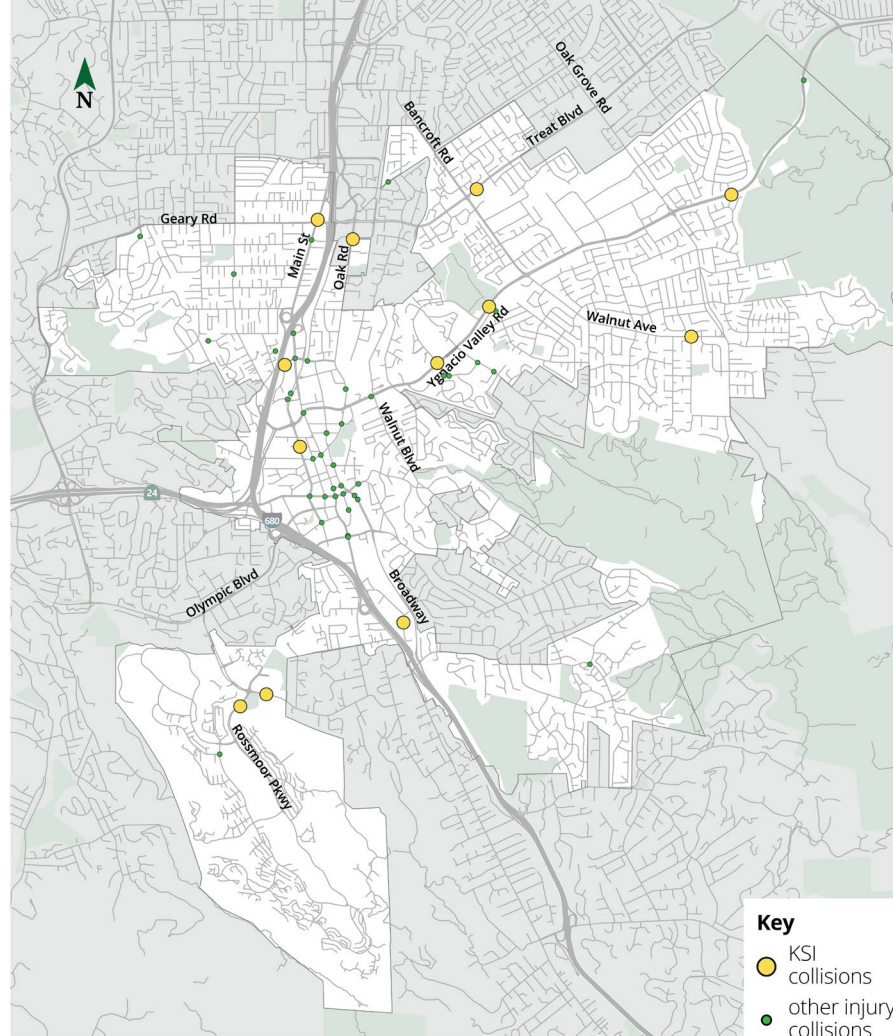 N
Oak Grove Rd
Bancroft Rd
Treat Blvd
Geary Rd
Main St
Oak Rd
Walnut Ave
Ygnacio Valley Rd
Walnut Blvd
24
680
Olympic Blvd
Broadway
Rossmoor Pkwy
Key
KSI
collisions
other injury
collisions